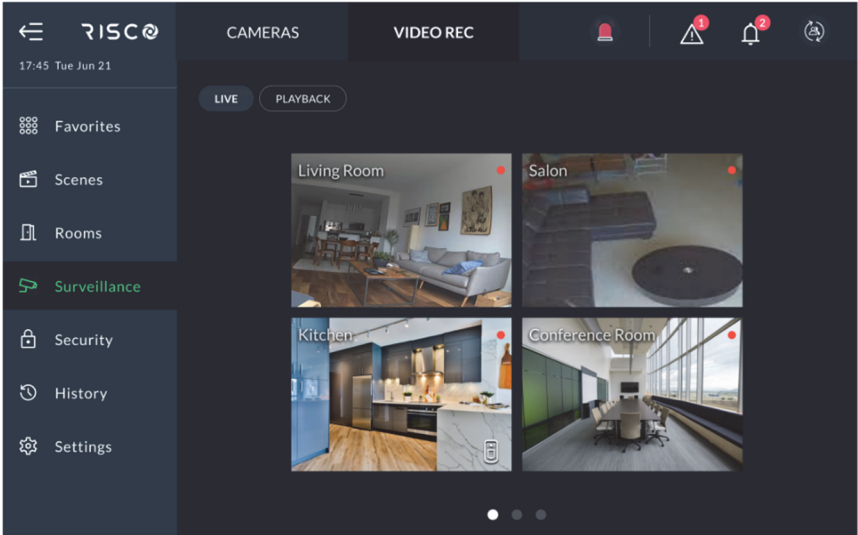 RISCO
17:45 Tue Jun 21
Favorites
Scenes
Rooms
Surveillance
Security
History
Settings
CAMERAS
VIDEO REC
1
2
LIVE
PLAYBACK
Living Room
Salon
Kitchen
Conference Room